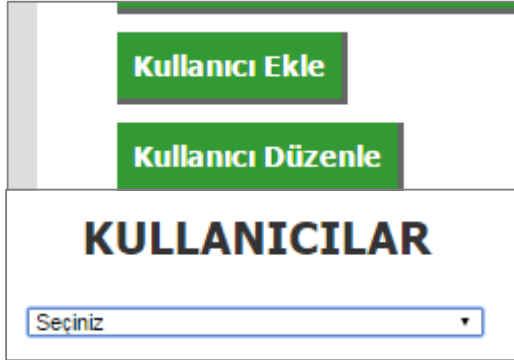 Kullanıcı Ekle
Kullanıcı Düzenle
KULLANICILAR
Seçiniz